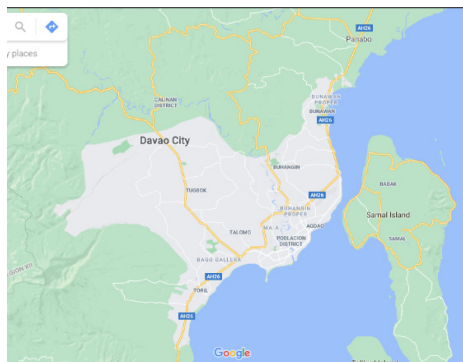 y places
AH26
Panabo
CALINAN
DISTRICT
BUNAWAN
PROPER
BUNAWAN
AH26
Davao City
BUHANGIN
BABAK
TUGBOK
AH26
BUHANGIN
PROPER
Samal Island
MA-A
AGDAO
TALOMO
POBLACION
DISTRICT
SAMAL
BAGO GALLERA
AH26
TORIL
AH26
Google